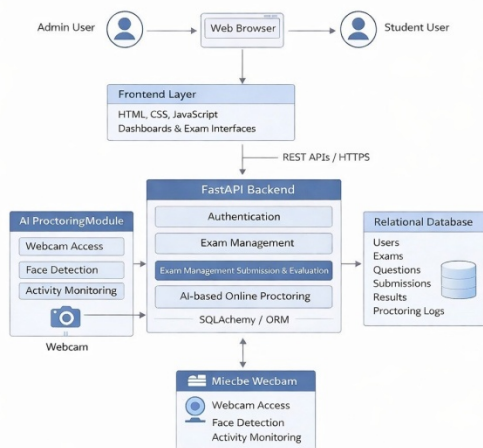 Admin User
Web Browser
Student User
Frontend Layer
HTML, CSS, JavaScript
Dashboards & Exam Interfaces
REST APIs / HTTPS
FastAPI Backend
Authentication
Exam Management
Exam Management Submission & Evaluation
AI-based Online Proctoring
SQLAchemy / ORM
AI ProctoringModule
Webcam Access
Face Detection
Activity Monitoring
Webcam
Relational Database
Users
Exams
Questions
Submissions
Results
Proctoring Logs
Miecbe Wecbam
Webcam Access
Face Detection
Activity Monitoring